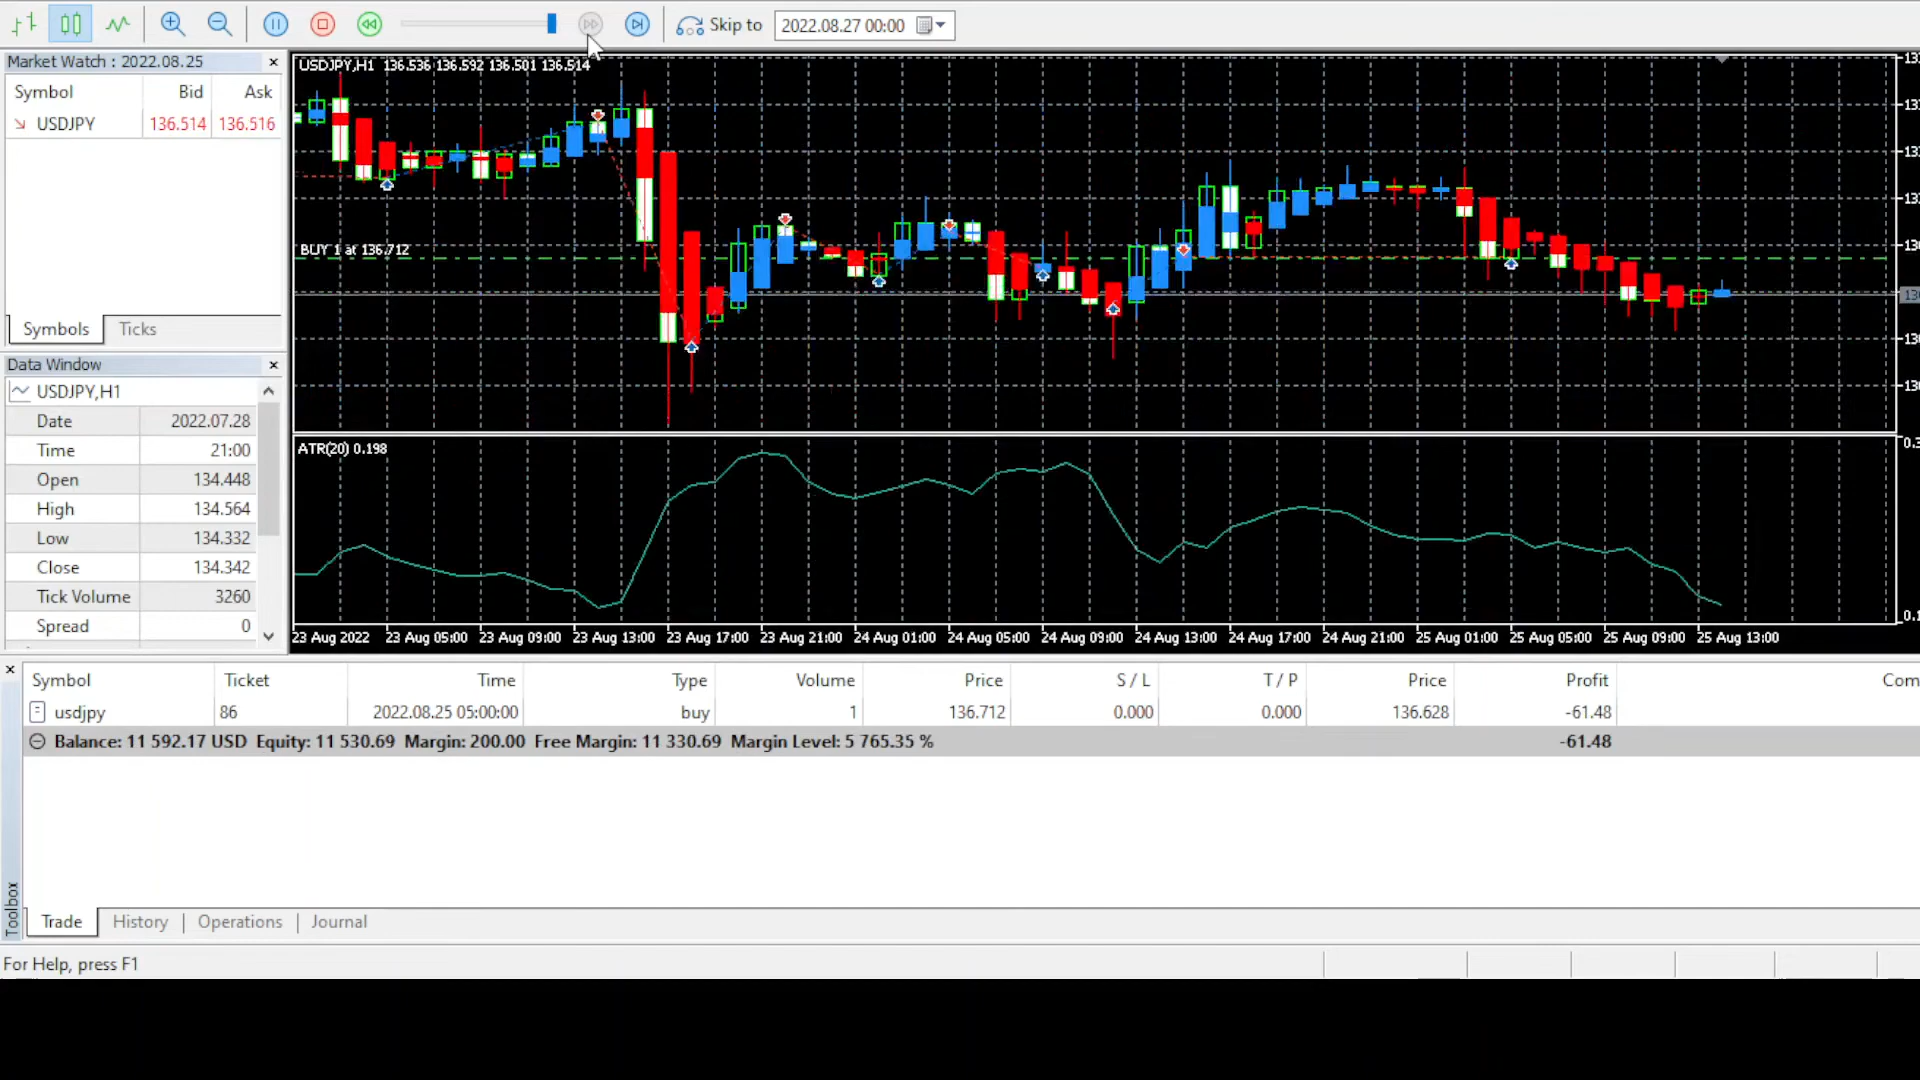 Skip to 2022.08.27 00:00
Market Watch : 2022.08.25
Symbol Bid Ask
USDJPY 136.514 136.516
Symbols Ticks
Data Window
USDJPY,H1
Date 2022.07.28
Time 21:00
Open 134.448
High 134.564
Low 134.332
Close 134.342
Tick Volume 3260
Spread 0
USDJPY,H1 136.536 136.592 136.501 136.514
BUY 1 at 136.712
ATR(20) 0.198
23 Aug 2022 23 Aug 05:00 23 Aug 09:00 23 Aug 13:00 23 Aug 17:00 23 Aug 21:00 24 Aug 01:00 24 Aug 05:00 24 Aug 09:00 24 Aug 13:00 24 Aug 17:00 24 Aug 21:00 25 Aug 01:00 25 Aug 05:00 25 Aug 09:00 25 Aug 13:00
Symbol Ticket Time Type Volume Price S / L T / P Price Profit Com
usdjpy 86 2022.08.25 05:00:00 buy 1 136.712 0.000 0.000 136.628 -61.48
Balance: 11 592.17 USD Equity: 11 530.69 Margin: 200.00 Free Margin: 11 330.69 Margin Level: 5 765.35 % -61.48
Toolbox
Trade History Operations Journal
For Help, press F1